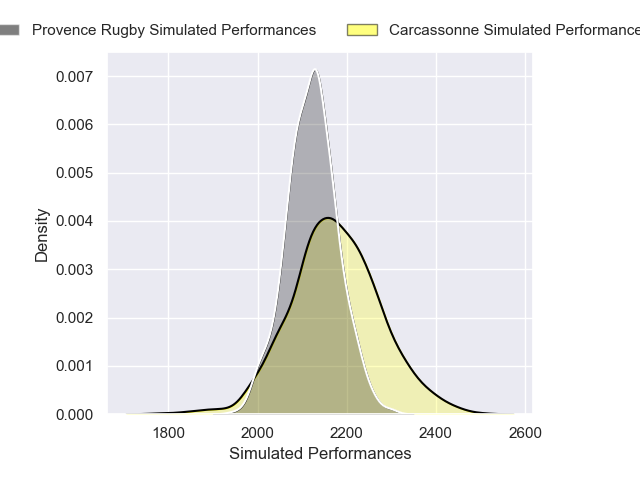 Provence Rugby Simulated Performances
Carcassonne Simulated Performance
0.007
0.006
0.005
0.004
0.003
0.002
0.001
0.000
Density
1800 2000 2200 2400 2600
Simulated Performances